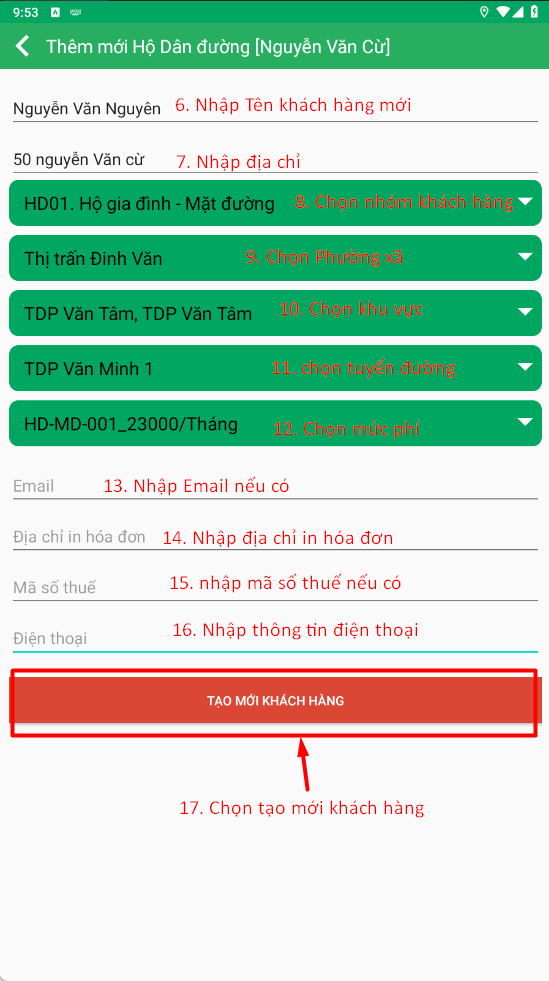 9:53
Thêm mới Hộ Dân đường [Nguyễn Văn Cừ]
Nguyễn Văn Nguyên 6. Nhập Tên khách hàng mới
50 nguyễn Văn cừ 7. Nhập địa chỉ
HD01. Hộ gia đình - Mặt đường 8. Chọn nhóm khách hàng
Thị trấn Đinh Văn 9. Chọn Phường xã
TDP Văn Tâm, TDP Văn Tâm 10. Chọn khu vực
TDP Văn Minh 1 11. chọn tuyến đường
HD-MD-001_23000/Tháng 12. Chọn mức phí
Email 13. Nhập Email nếu có
Địa chỉ in hóa đơn 14. Nhập địa chỉ in hóa đơn
Mã số thuế 15. nhập mã số thuế nếu có
Điện thoại 16. Nhập thông tin điện thoại
TẠO MỚI KHÁCH HÀNG
17. Chọn tạo mới khách hàng